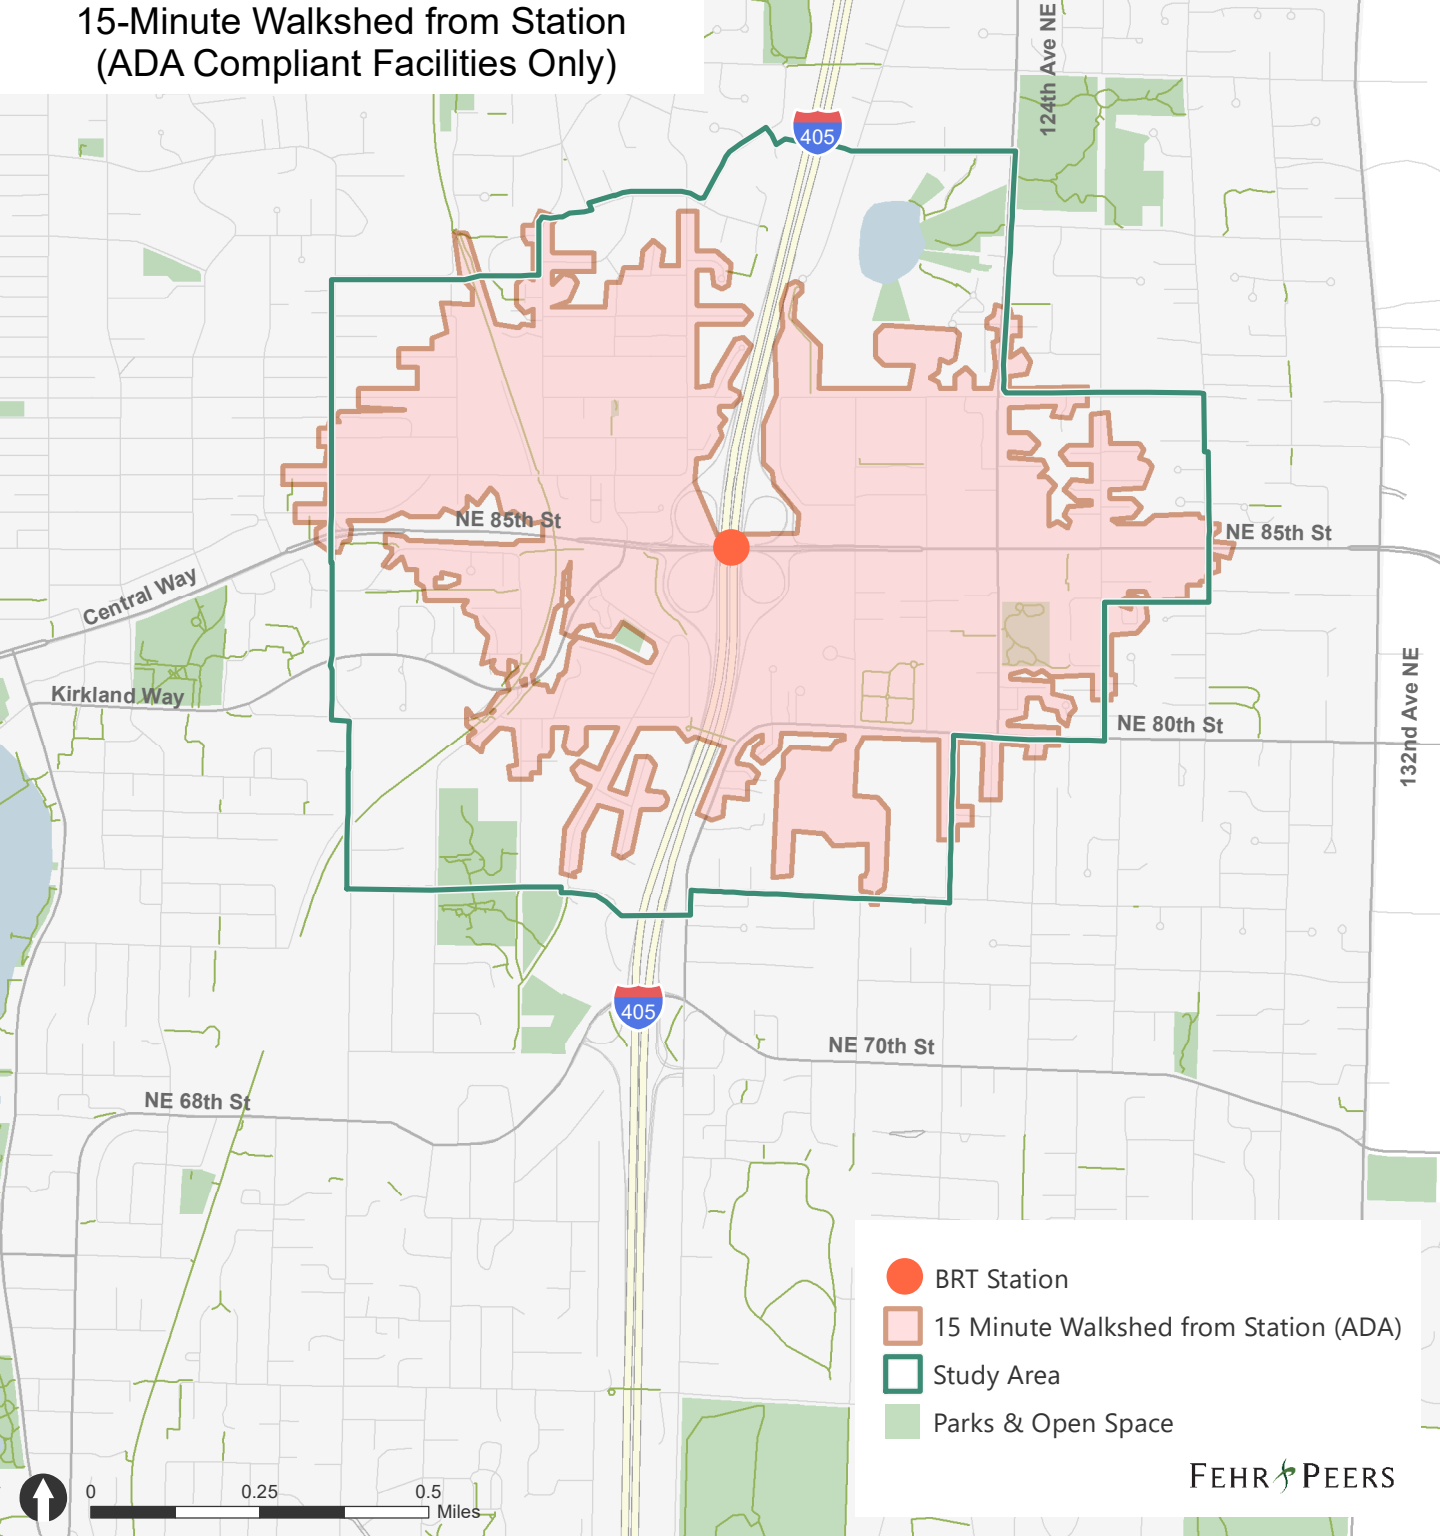 15-Minute Walkshed from Station
(ADA Compliant Facilities Only)
405
124th Ave NE
NE 85th St
NE 85th St
Central Way
Kirkland Way
NE 80th St
132nd Ave NE
405
NE 70th St
NE 68th St
BRT Station
15 Minute Walkshed from Station (ADA)
Study Area
Parks & Open Space
FEHR PEERS
0 0.25 0.5
Miles